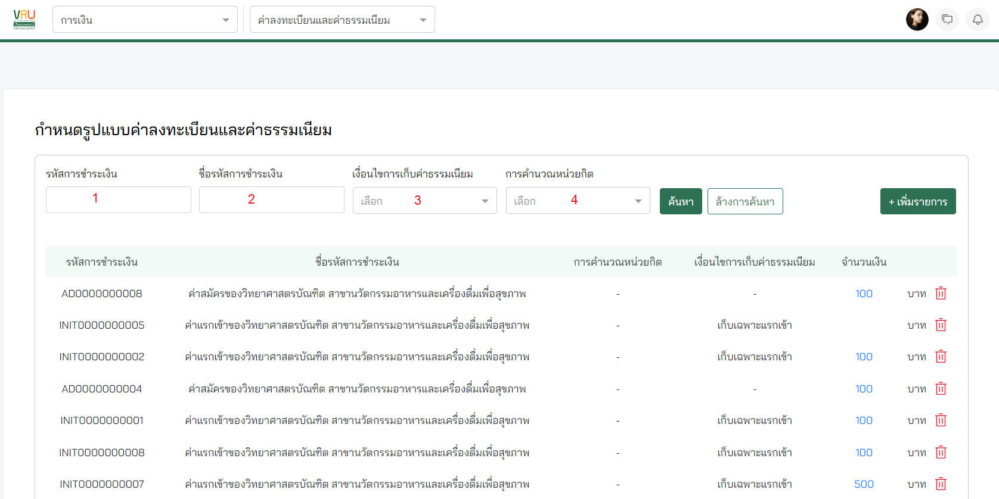 VRU
การเงิน
ค่าลงทะเบียนและค่าธรรมเนียม
กำหนดรูปแบบค่าลงทะเบียนและค่าธรรมเนียม
รหัสการชำระเงิน ชื่อรหัสการชำระเงิน เงื่อนไขการเก็บค่าธรรมเนียม การคำนวณหน่วยกิต
1 2 เลือก 3 เลือก 4 ค้นหา ล้างการค้นหา + เพิ่มรายการ
รหัสการชำระเงิน ชื่อรหัสการชำระเงิน การคำนวณหน่วยกิต เงื่อนไขการเก็บค่าธรรมเนียม จำนวนเงิน
AD0000000008 ค่าสมัครของวิทยาศาสตรบัณฑิต สาขานวัตกรรมอาหารและเครื่องดื่มเพื่อสุขภาพ - - 100 บาท
INIT0000000005 ค่าแรกเข้าของวิทยาศาสตรบัณฑิต สาขานวัตกรรมอาหารและเครื่องดื่มเพื่อสุขภาพ - เก็บเฉพาะแรกเข้า บาท
INIT0000000002 ค่าแรกเข้าของวิทยาศาสตรบัณฑิต สาขานวัตกรรมอาหารและเครื่องดื่มเพื่อสุขภาพ - เก็บเฉพาะแรกเข้า 100 บาท
AD0000000004 ค่าสมัครของวิทยาศาสตรบัณฑิต สาขานวัตกรรมอาหารและเครื่องดื่มเพื่อสุขภาพ - - 100 บาท
INIT0000000001 ค่าแรกเข้าของวิทยาศาสตรบัณฑิต สาขานวัตกรรมอาหารและเครื่องดื่มเพื่อสุขภาพ - เก็บเฉพาะแรกเข้า 100 บาท
INIT0000000008 ค่าแรกเข้าของวิทยาศาสตรบัณฑิต สาขานวัตกรรมอาหารและเครื่องดื่มเพื่อสุขภาพ - เก็บเฉพาะแรกเข้า 100 บาท
INIT0000000007 ค่าแรกเข้าของวิทยาศาสตรบัณฑิต สาขานวัตกรรมอาหารและเครื่องดื่มเพื่อสุขภาพ - เก็บเฉพาะแรกเข้า 500 บาท